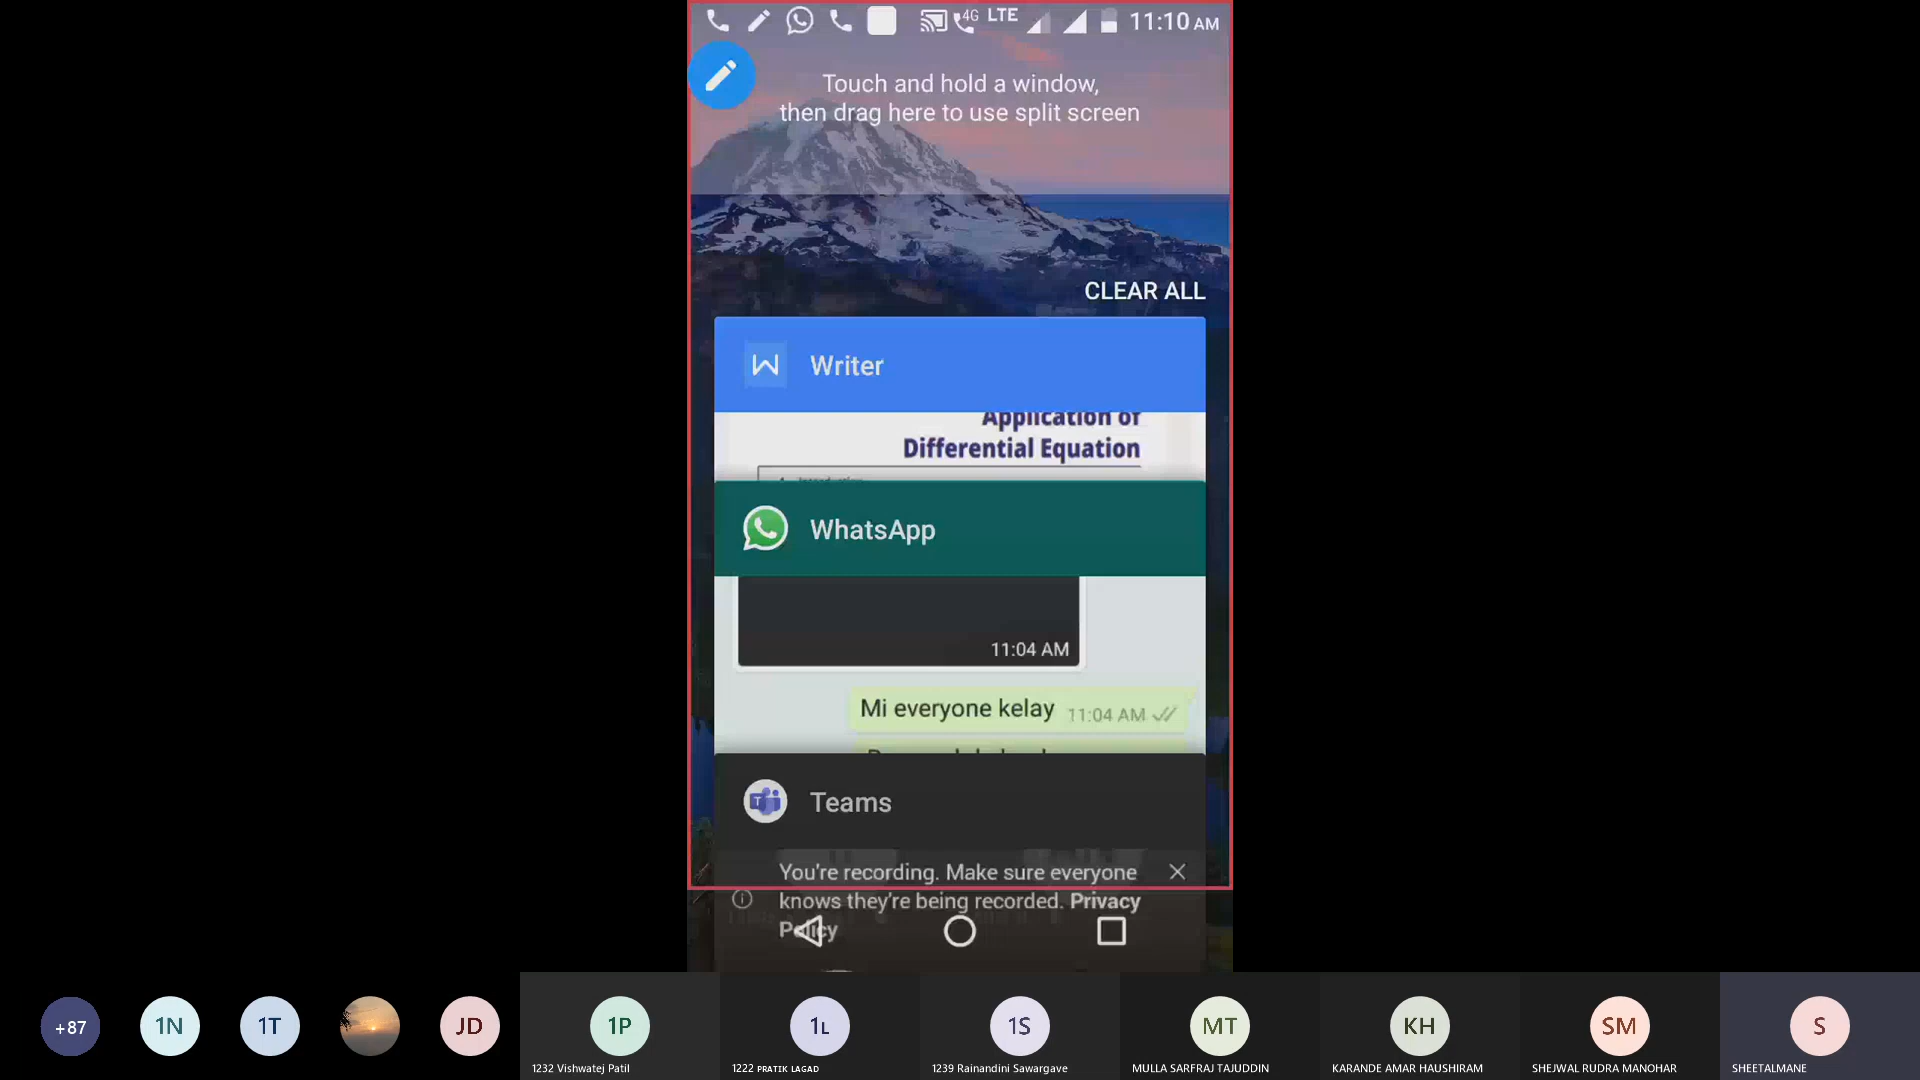 4G LTE 11:10 AM
Touch and hold a window,
then drag here to use split screen
CLEAR ALL
Writer
Application of
Differential Equation
WhatsApp
11:04 AM
Mi everyone kelay 11:04 AM
Teams
You're recording. Make sure everyone
knows they're being recorded. Privacy
Policy
+87 1N 1T JD 1P 1L 1S MT KH SM S
1232 Vishwatej Patil 1222 PRATIK LAGAD 1239 Rainandini Sawargave MULLA SARFRAJ TAJUDDIN KARANDE AMAR HAUSHIRAM SHEJWAL RUDRA MANOHAR SHEETALMANE